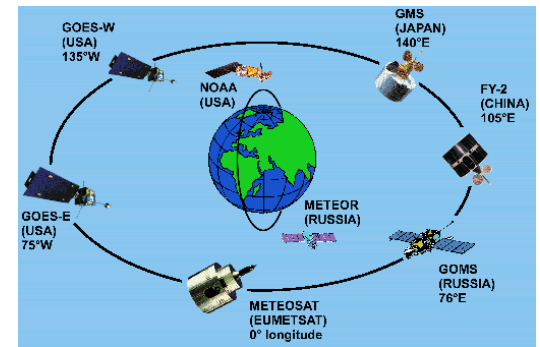 GOES-W
(USA)
135°W
GMS
(JAPAN)
140°E
NOAA
(USA)
FY-2
(CHINA)
105°E
GOES-E
(USA)
75°W
METEOR
(RUSSIA)
GOMS
(RUSSIA)
76°E
METEOSAT
(EUMETSAT)
0° longitude